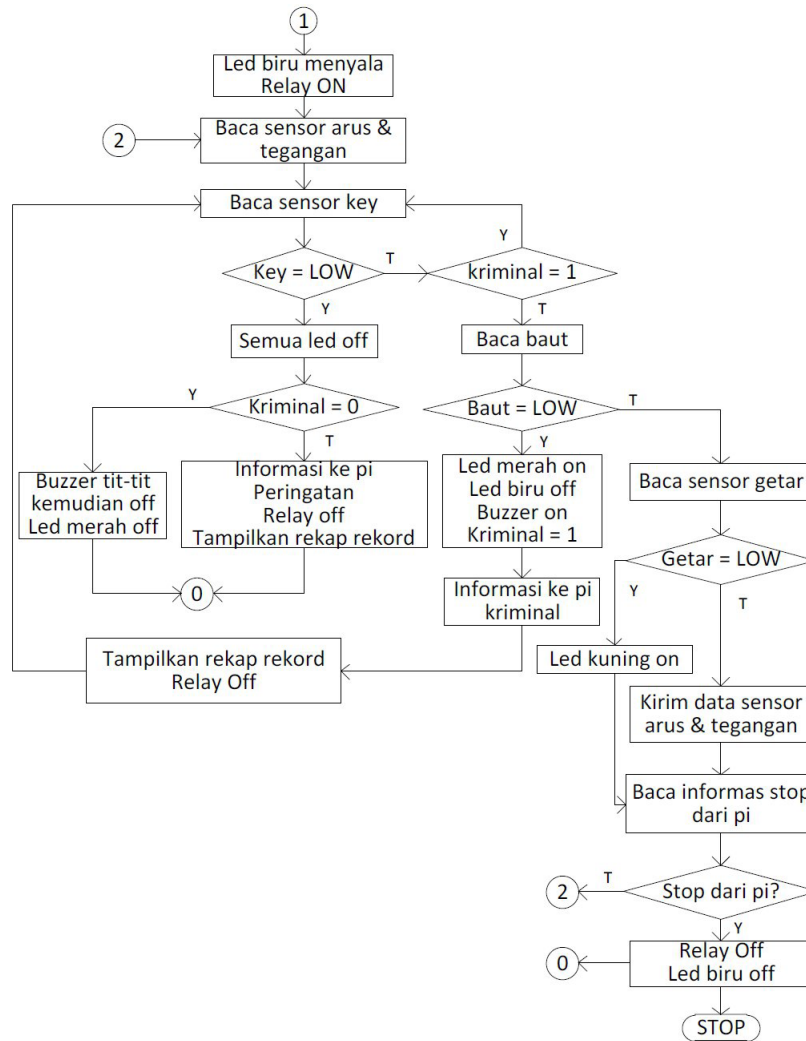 1
Led biru menyala
Relay ON
2
Baca sensor arus &
tegangan
Baca sensor key
Y
Key = LOW
T
kriminal = 1
Y
T
Semua led off
Baca baut
Y
Kriminal = 0
Baut = LOW
T
T
Y
Buzzer tit-tit
kemudian off
Led merah off
Informasi ke pi
Peringatan
Relay off
Tampilkan rekap rekord
Led merah on
Led biru off
Buzzer on
Kriminal = 1
Baca sensor getar
Getar = LOW
0
Informasi ke pi
kriminal
Y
T
Tampilkan rekap rekord
Relay Off
Led kuning on
Kirim data sensor
arus & tegangan
Baca informas stop
dari pi
2
T
Stop dari pi?
Y
0
Relay Off
Led biru off
STOP